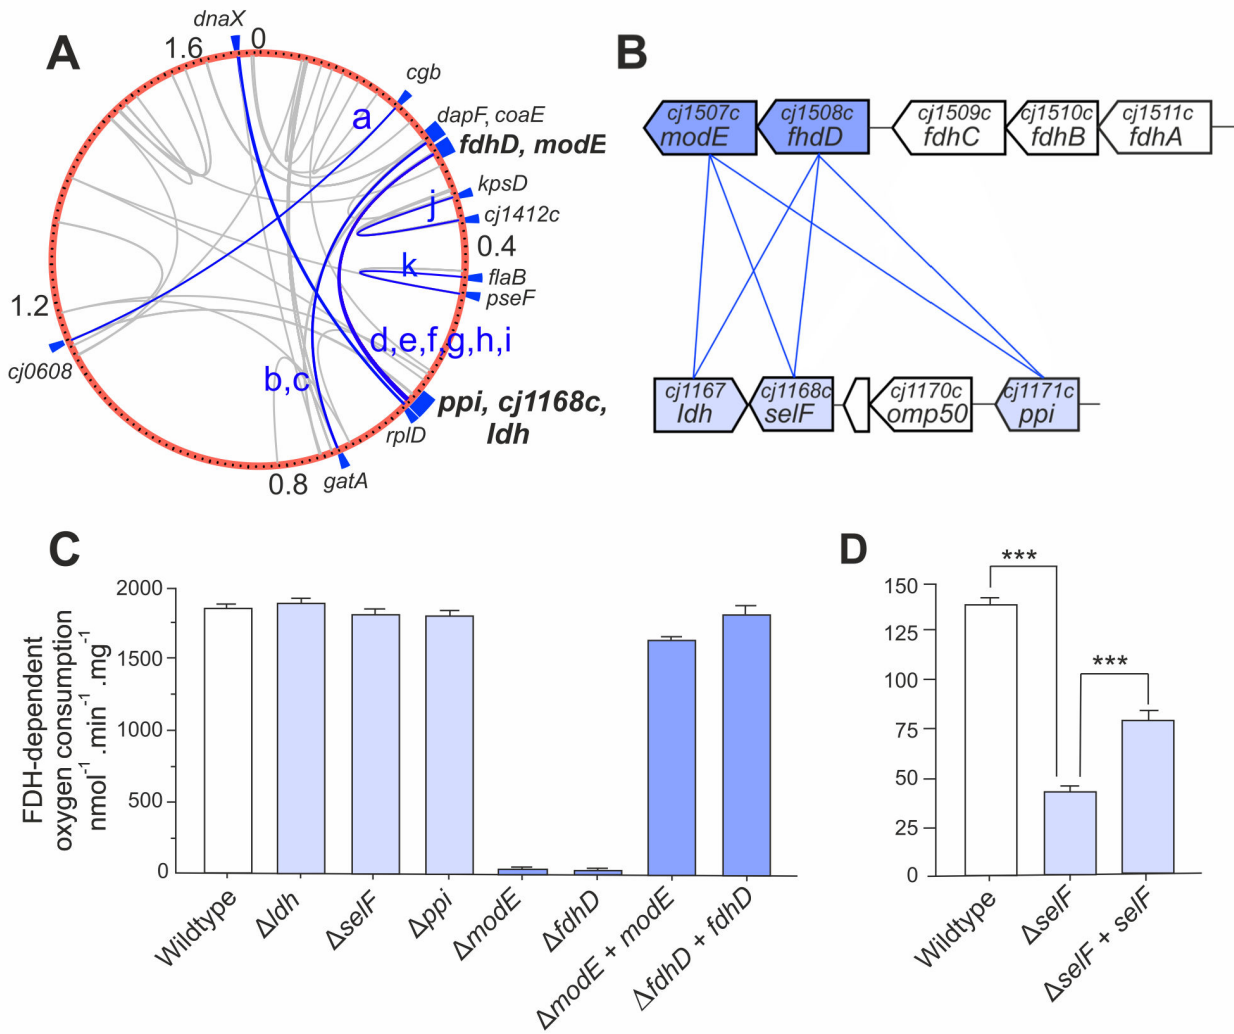 A
dnaX
0
1.6
cgb
a
dapF, coaE
fdhD, modE
kpsD
j
cj1412c
0.4
k
flaB
pseF
1.2
d,e,f,g,h,i
cj0608
b,c
ppi, cj1168c,
ldh
rplD
gatA
0.8
B
cj1507c cj1508c cj1509c cj1510c cj1511c
modE fhdD fdhC fdhB fdhA
cj1167 cj1168c cj1170c cj1171c
ldh selF omp50 ppi
C
FDH-dependent
oxygen consumption
nmol⁻¹ .min⁻¹ .mg⁻¹
2000
1500
1000
500
0
Wildtype
Δldh
ΔselF
Δppi
ΔmodE
ΔfdhD
ΔmodE + modE
ΔfdhD + fdhD
D
***
***
150
125
100
75
50
25
0
Wildtype
ΔselF
ΔselF + selF